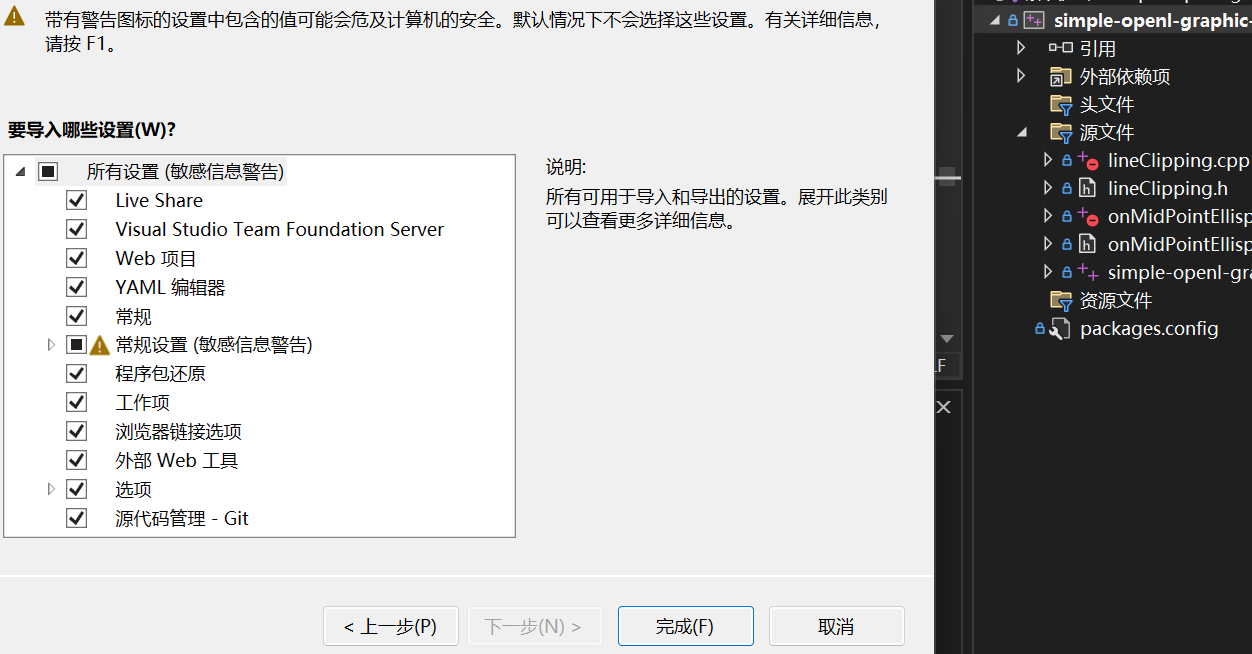 带有警告图标的设置中包含的值可能会危及计算机的安全。默认情况下不会选择这些设置。有关详细信息，
请按 F1。
要导入哪些设置(W)?
所有设置 (敏感信息警告)
Live Share
Visual Studio Team Foundation Server
Web 项目
YAML 编辑器
常规
常规设置 (敏感信息警告)
程序包还原
工作项
浏览器链接选项
外部 Web 工具
选项
源代码管理 - Git
说明:
所有可用于导入和导出的设置。展开此类别
可以查看更多详细信息。
< 上一步(P)
下一步(N) >
完成(F)
取消
LF
simple-openl-graphic-
引用
外部依赖项
头文件
源文件
lineClipping.cpp
lineClipping.h
onMidPointEllisp
onMidPointEllisp
simple-openl-gra
资源文件
packages.config